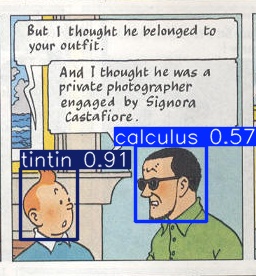 But I thought he belonged to
your outfit.
And I thought he was a
private photographer
engaged by Signora
Castafiore.
calculus 0.57
tintin 0.91